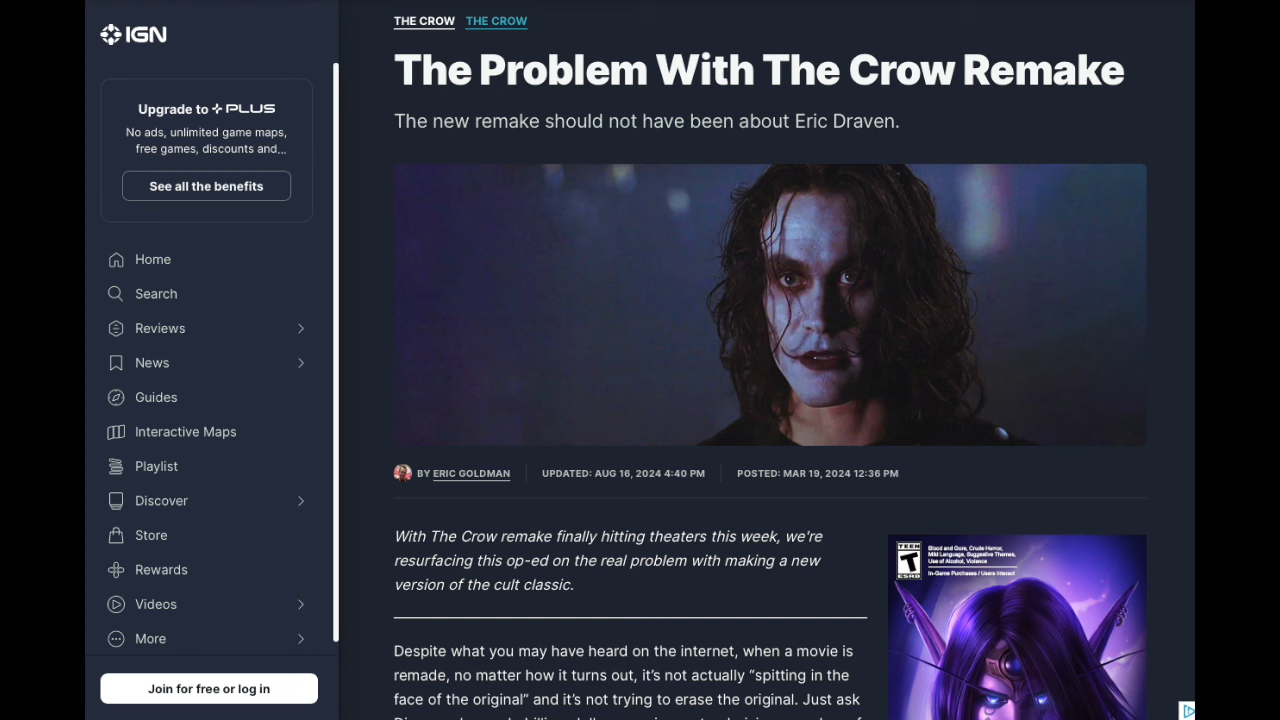 IGN
Upgrade to PLUS
No ads, unlimited game maps,
free games, discounts and...
See all the benefits
Home
Search
Reviews
News
Guides
Interactive Maps
Playlist
Discover
Store
Rewards
Videos
More
Join for free or log in
THE CROW THE CROW
The Problem With The Crow Remake
The new remake should not have been about Eric Draven.
BY ERIC GOLDMAN UPDATED: AUG 16, 2024 4:40 PM POSTED: MAR 19, 2024 12:36 PM
With The Crow remake finally hitting theaters this week, we're
resurfacing this op-ed on the real problem with making a new
version of the cult classic.
Despite what you may have heard on the internet, when a movie is
remade, no matter how it turns out, it's not actually “spitting in the
face of the original” and it's not trying to erase the original. Just ask
TEEN
T
ESRB
Blood and Gore, Crude Humor,
Mild Language, Suggestive Themes,
Use of Alcohol, Violence
In-Game Purchases / Users Interact